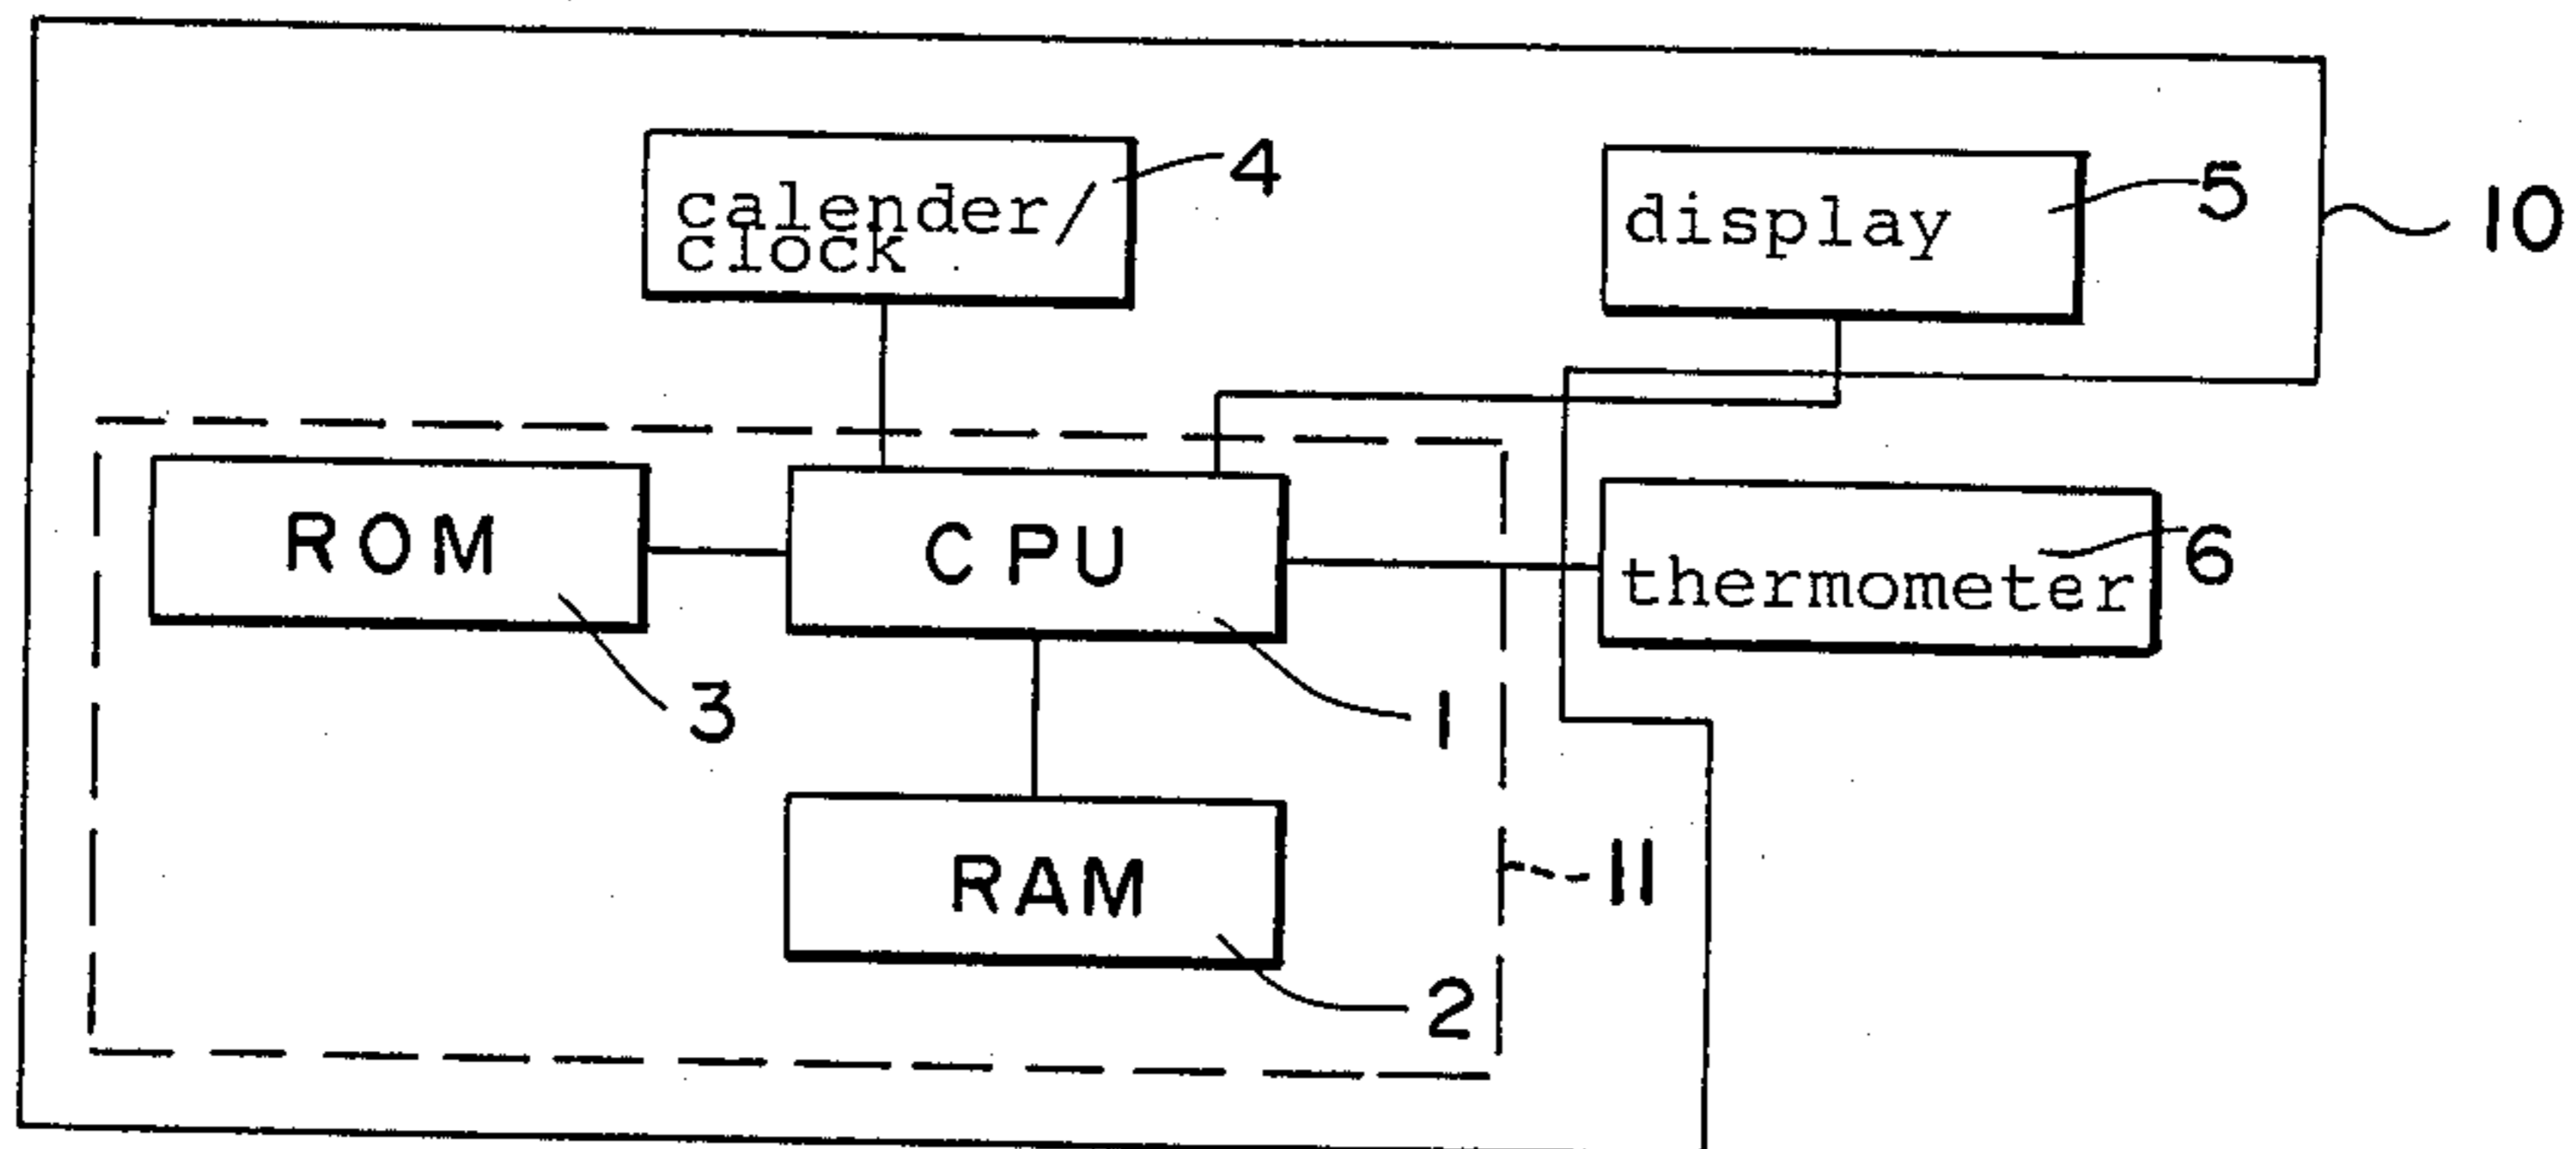 calender/
clock
4
display
5
10
ROM
CPU
thermometer
6
3
1
RAM
11
2